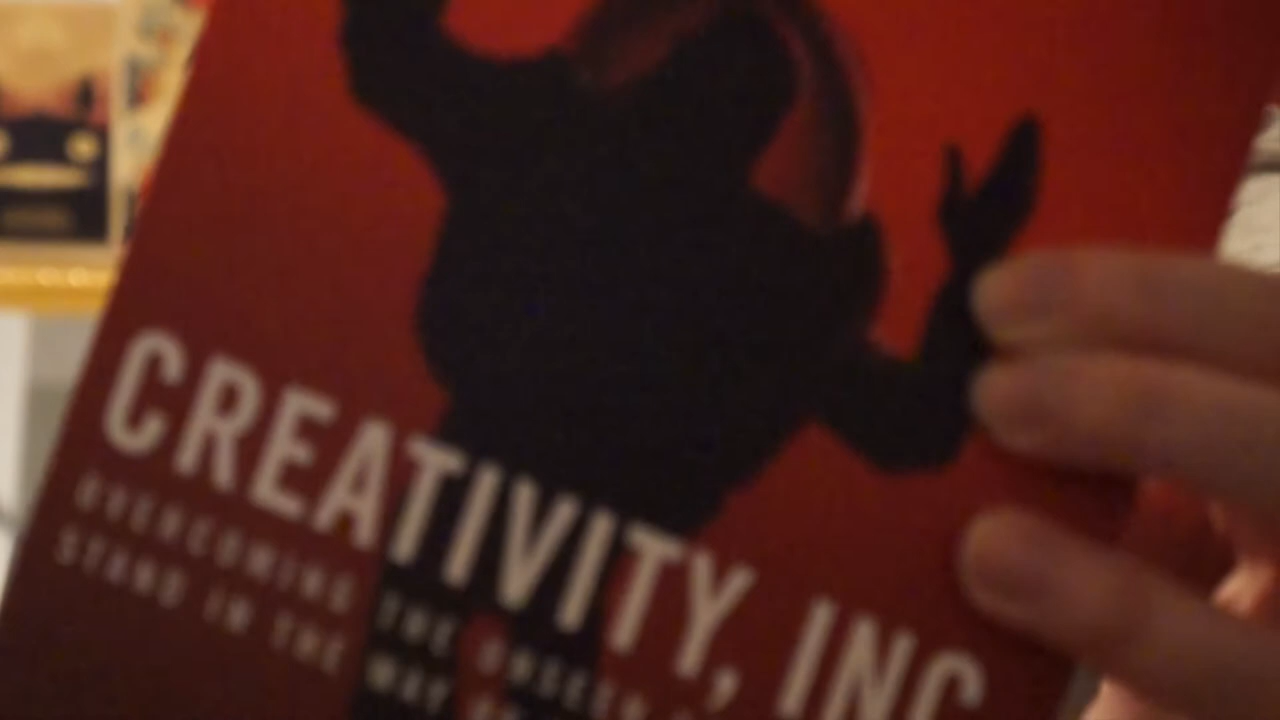 CREATIVITY, INC
OVERCOMING THE UNSEEN
STAND IN THE WAY